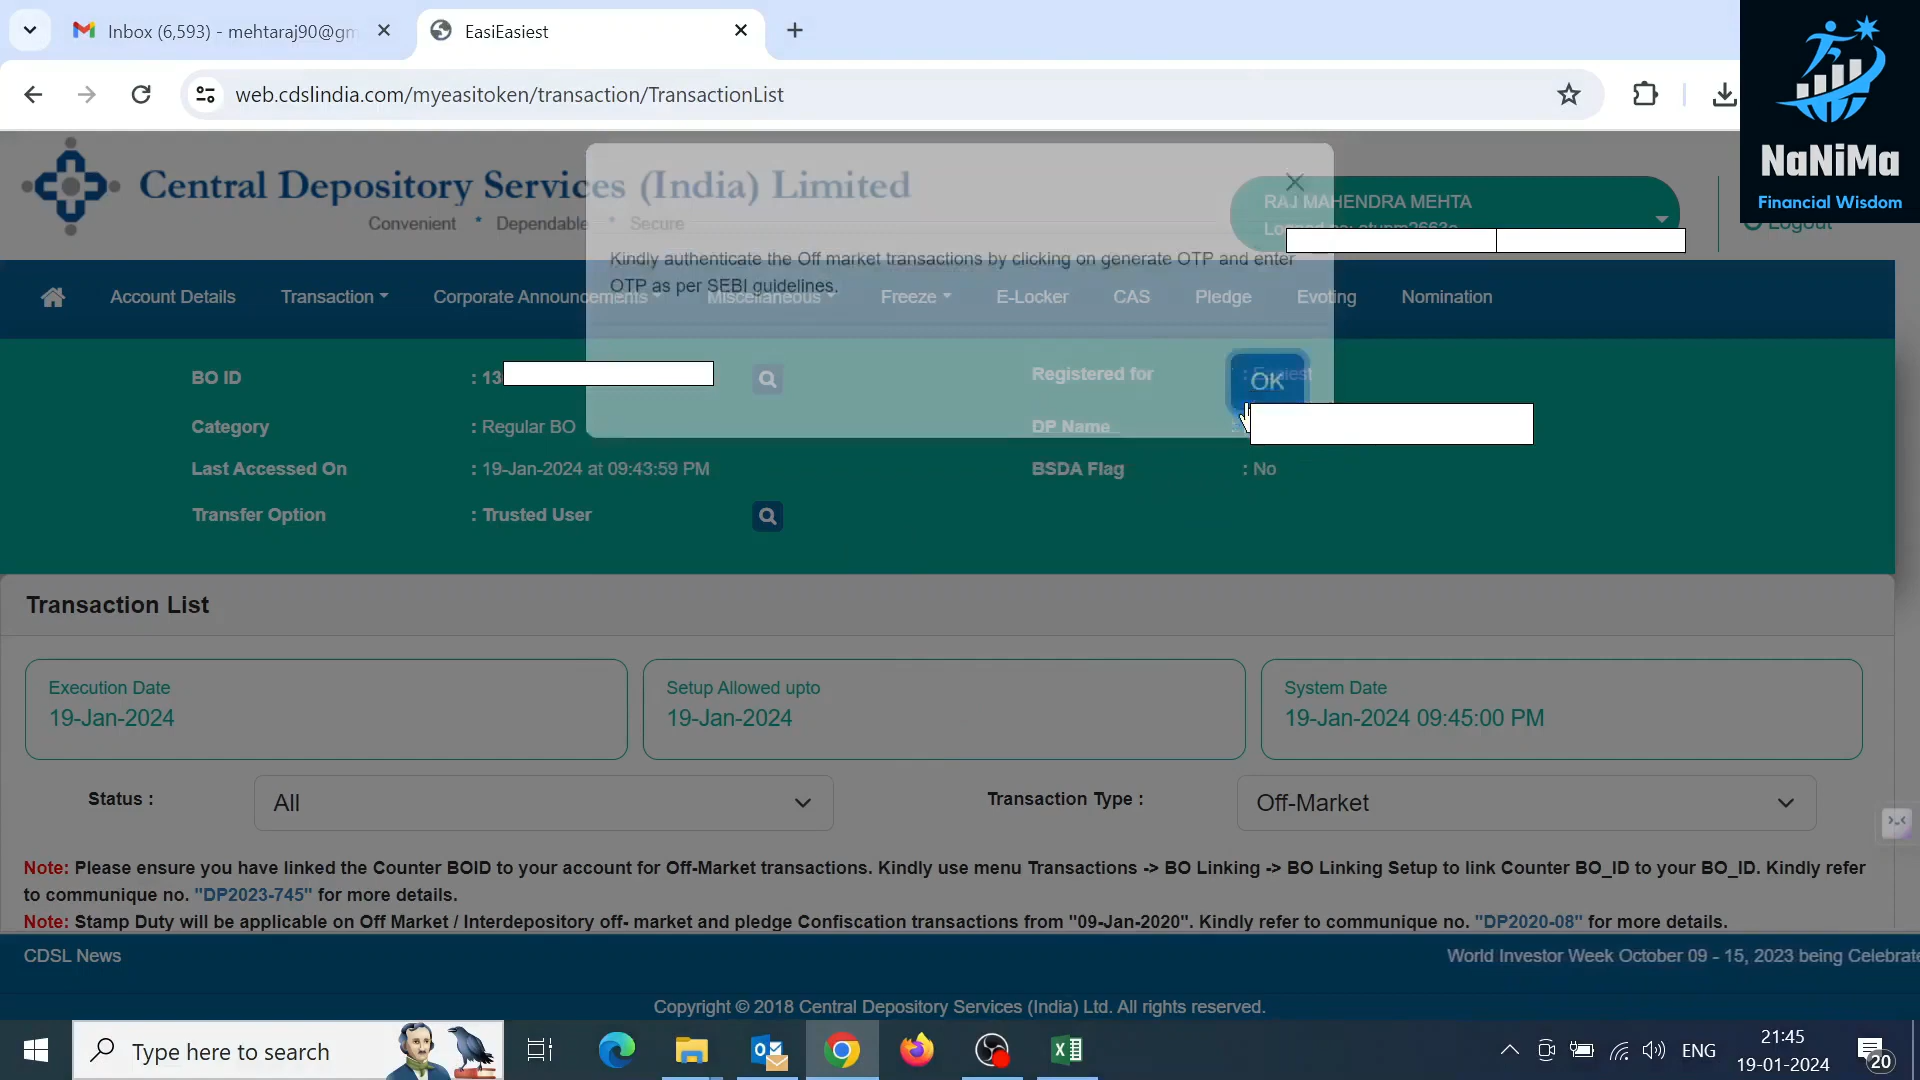 Inbox (6,593) - mehtaraj90@gm
EasiEasiest
web.cdslindia.com/myeasitoken/transaction/TransactionList
NaNiMa
Financial Wisdom
Central Depository Services (India) Limited
Convenient * Dependable * Secure
RAJ MAHENDRA MEHTA
Logout
Kindly authenticate the Off market transactions by clicking on generate OTP and enter
OTP as per SEBI guidelines.
OK
Account Details Transaction Corporate Announcements Miscellaneous Freeze E-Locker CAS Pledge Evoting Nomination
BO ID : 13
Registered for : Easiest
Category : Regular BO
DP Name
Last Accessed On : 19-Jan-2024 at 09:43:59 PM
BSDA Flag : No
Transfer Option : Trusted User
Transaction List
Execution Date
19-Jan-2024
Setup Allowed upto
19-Jan-2024
System Date
19-Jan-2024 09:45:00 PM
Status : All
Transaction Type : Off-Market
Note: Please ensure you have linked the Counter BOID to your account for Off-Market transactions. Kindly use menu Transactions -> BO Linking -> BO Linking Setup to link Counter BO_ID to your BO_ID. Kindly refer
to communique no. "DP2023-745" for more details.
Note: Stamp Duty will be applicable on Off Market / Interdepository off- market and pledge Confiscation transactions from "09-Jan-2020". Kindly refer to communique no. "DP2020-08" for more details.
CDSL News
World Investor Week October 09 - 15, 2023 being Celebrate
Copyright © 2018 Central Depository Services (India) Ltd. All rights reserved.
Type here to search
ENG
21:45
19-01-2024
20